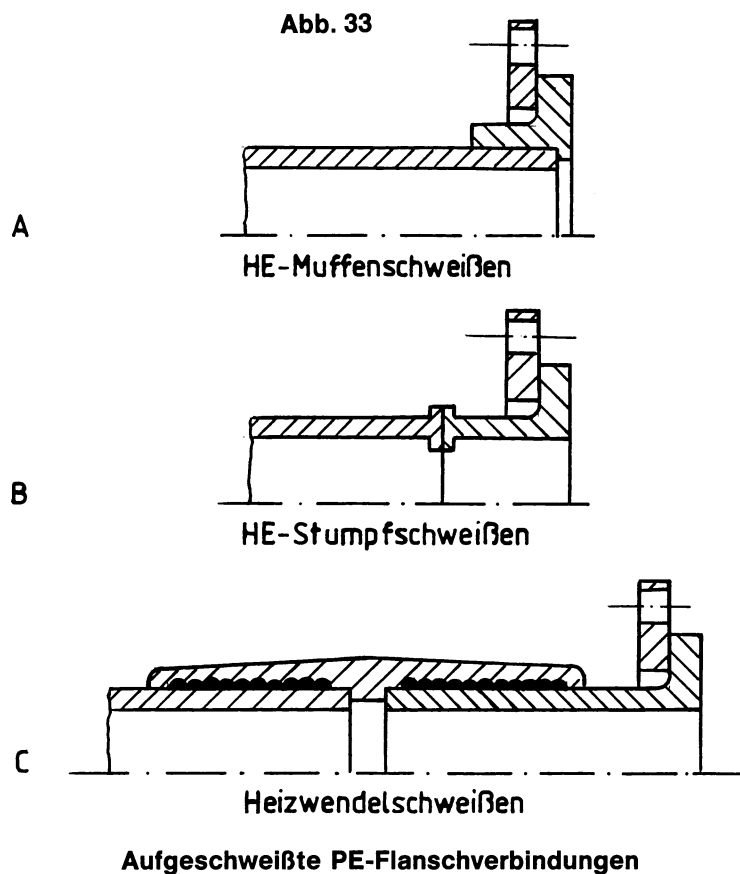 Abb. 33
A
HE-Muffenschweißen
B
HE-Stumpfschweißen
C
Heizwendelschweißen
Aufgeschweißte PE-Flanschverbindungen